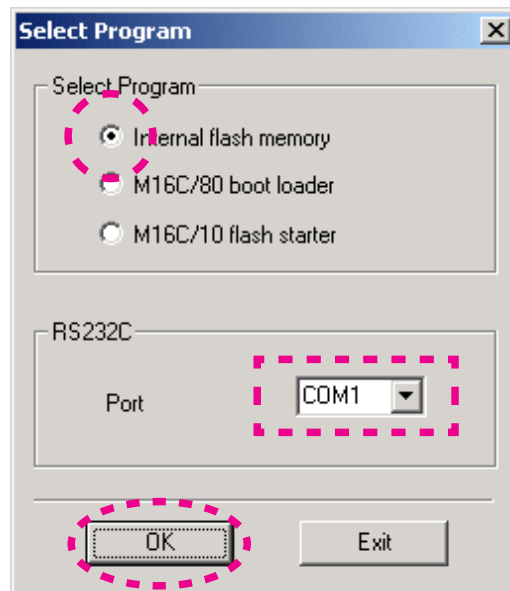 Select Program
Select Program
Internal flash memory
M16C/80 boot loader
M16C/10 flash starter
RS232C
Port COM1
OK Exit